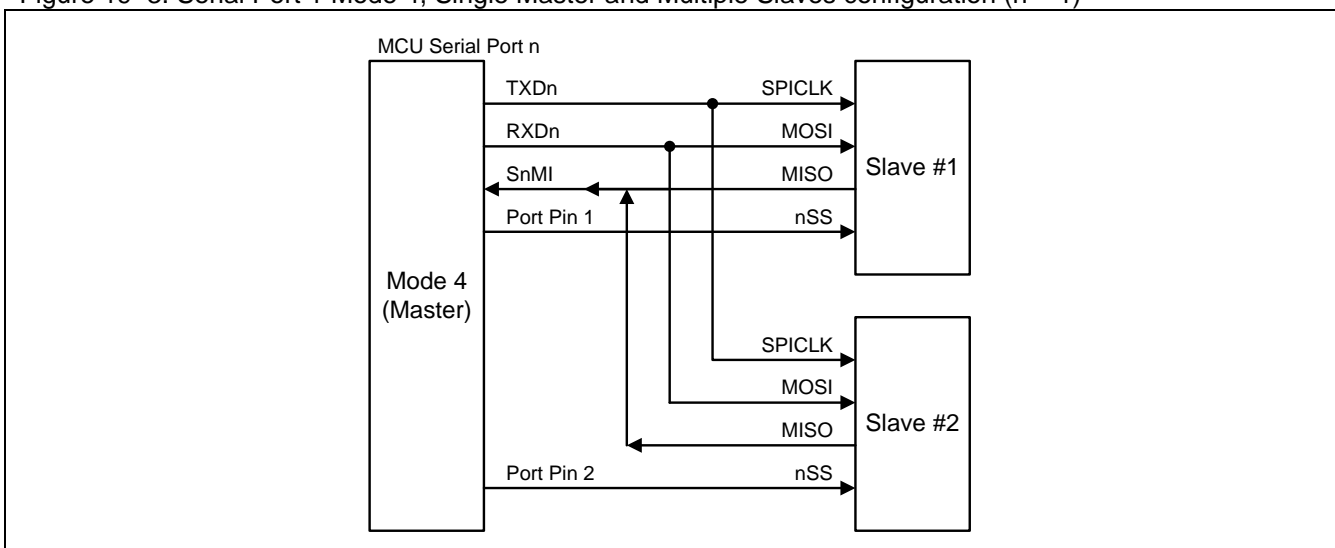 MCU Serial Port n
TXDn SPICLK
RXDn MOSI
SnMI MISO
Slave #1
Port Pin 1 nSS
Mode 4
(Master)
SPICLK
MOSI
MISO
Slave #2
Port Pin 2 nSS